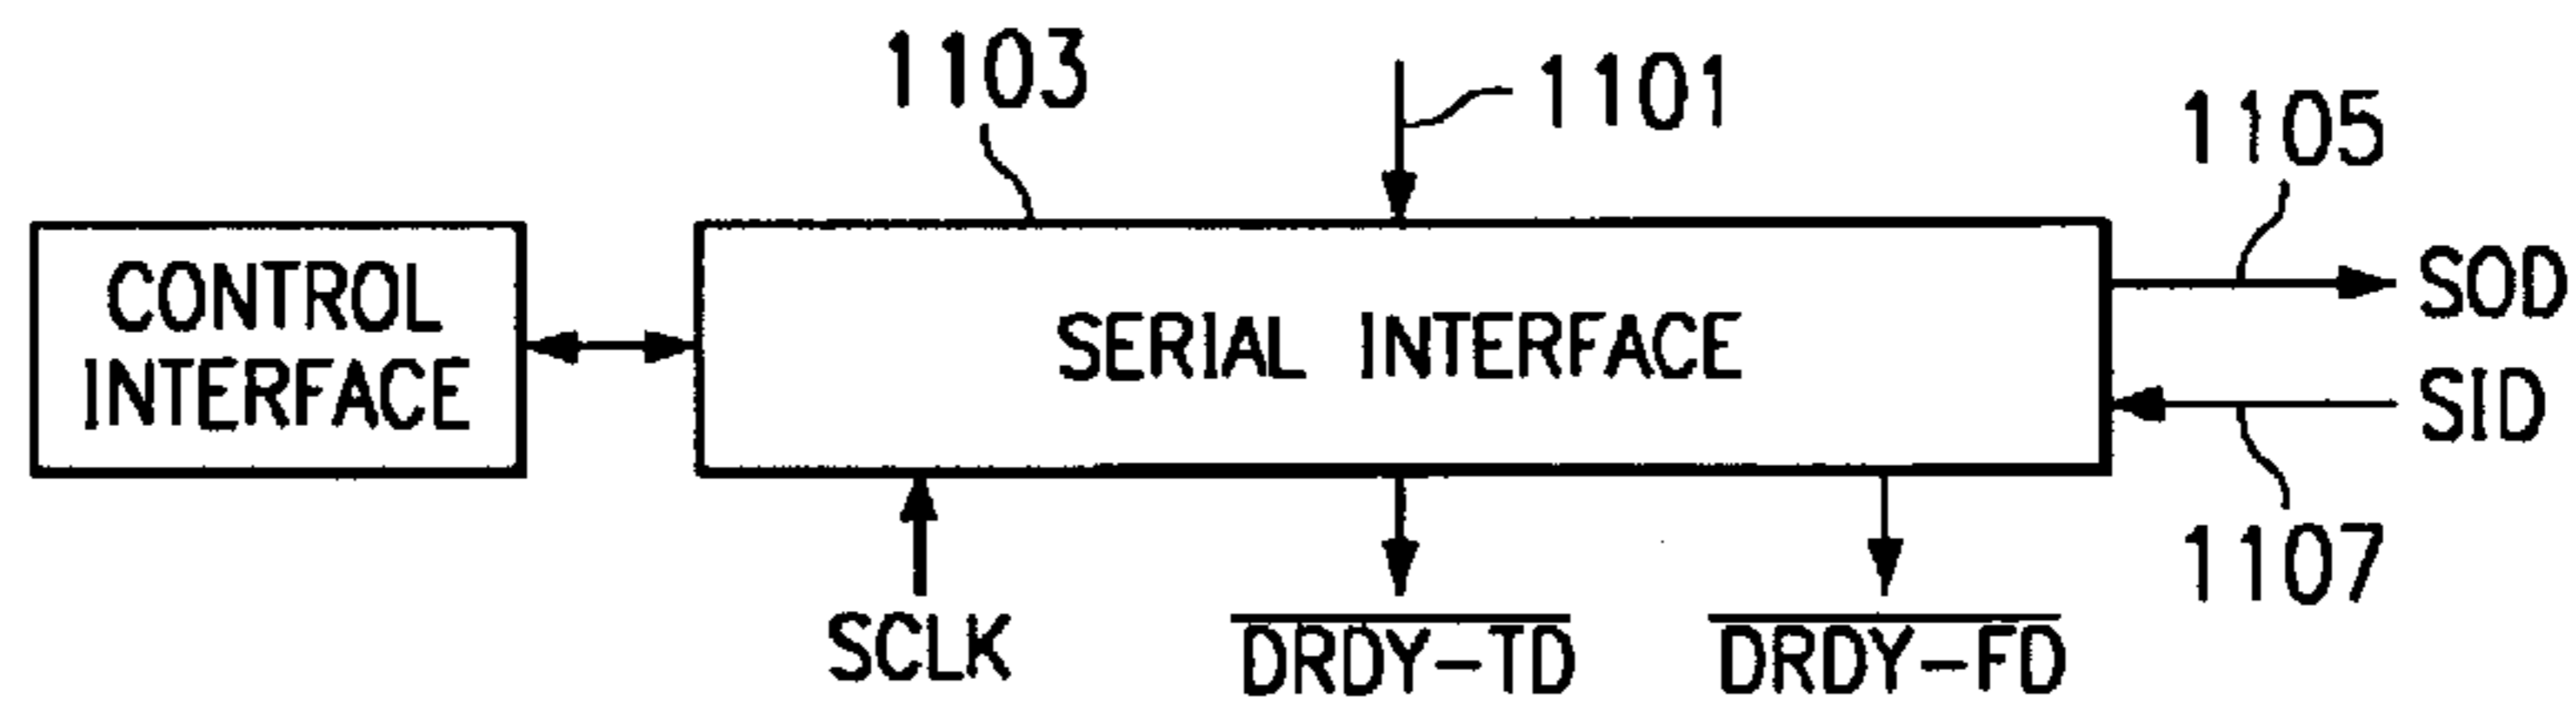 1103
1101
1105
CONTROL
INTERFACE
SERIAL INTERFACE
SOD
SID
1107
SCLK
DRDY-TD
DRDY-FD